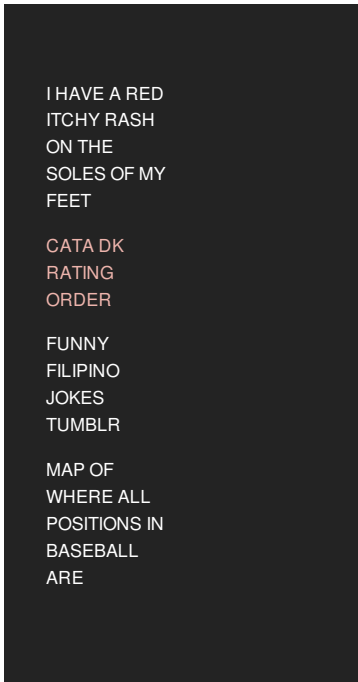 I HAVE A RED
ITCHY RASH
ON THE
SOLES OF MY
FEET
CATA DK
RATING
ORDER
FUNNY
FILIPINO
JOKES
TUMBLR
MAP OF
WHERE ALL
POSITIONS IN
BASEBALL
ARE